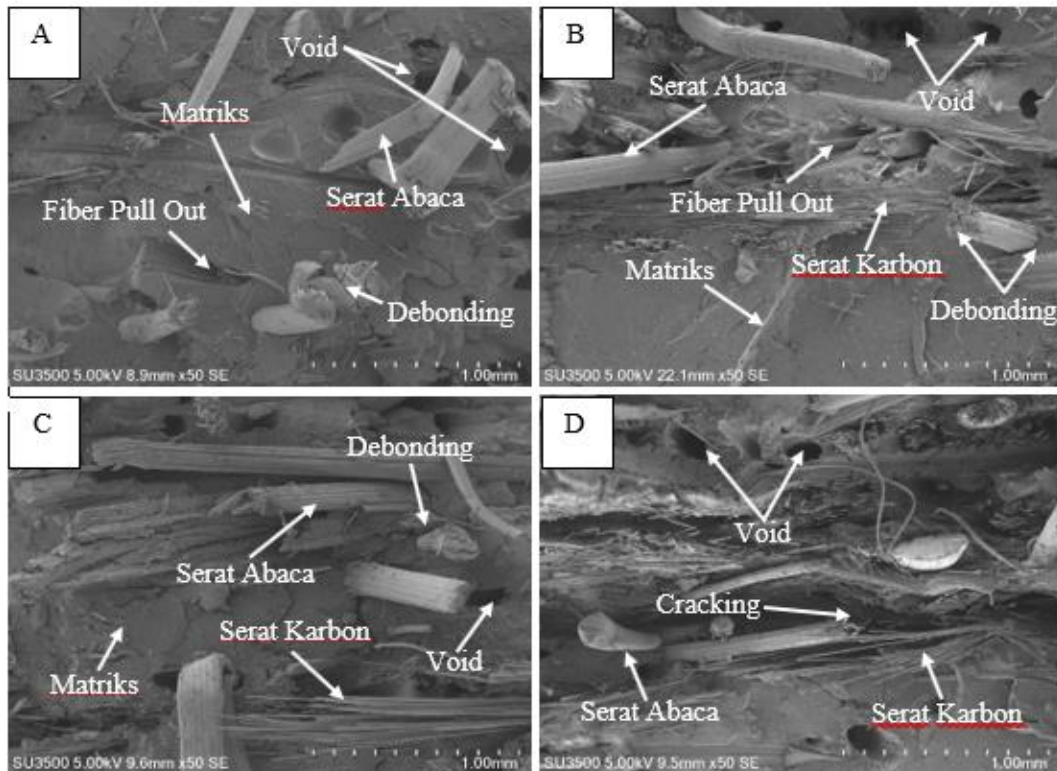 A
Void
Matriks
Serat Abaca
Fiber Pull Out
Debonding
SU3500 5.00kV 8.9mm x50 SE
1.00mm
B
Serat Abaca
Void
Fiber Pull Out
Serat Karbon
Matriks
Debonding
SU3500 5.00kV 22.1mm x50 SE
1.00mm
C
Debonding
Serat Abaca
Serat Karbon
Void
Matriks
SU3500 5.00kV 9.6mm x50 SE
1.00mm
D
Void
Cracking
Serat Abaca
Serat Karbon
SU3500 5.00kV 9.5mm x50 SE
1.00mm